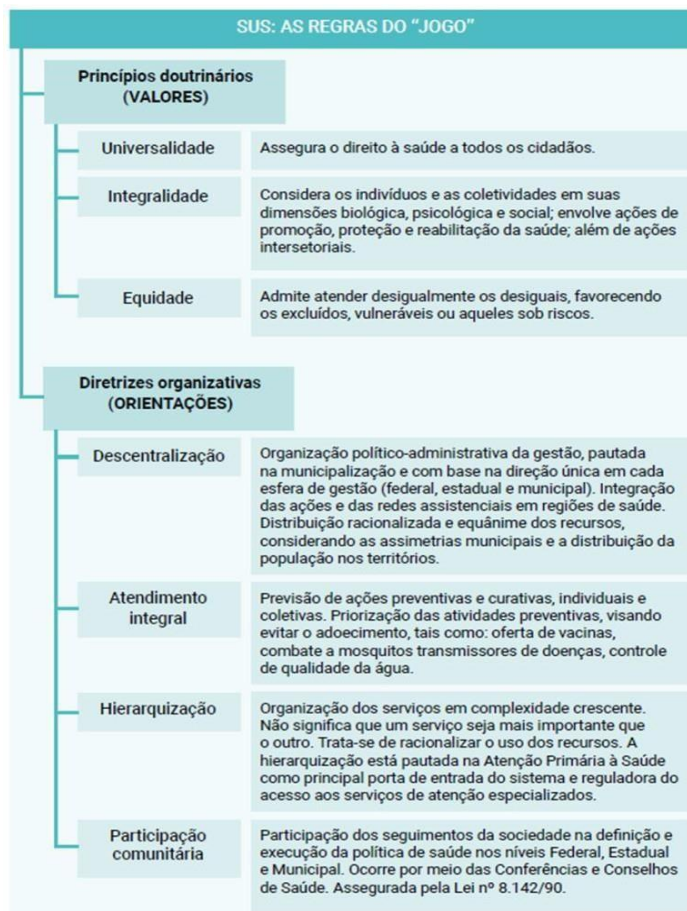 SUS: AS REGRAS DO “JOGO”
Princípios doutrinários
(VALORES)
Universalidade
Assegura o direito à saúde a todos os cidadãos.
Integralidade
Considera os indivíduos e as coletividades em suas
dimensões biológica, psicológica e social; envolve ações de
promoção, proteção e reabilitação da saúde; além de ações
intersetoriais.
Equidade
Admite atender desigualmente os desiguais, favorecendo
os excluídos, vulneráveis ou aqueles sob riscos.
Diretrizes organizativas
(ORIENTAÇÕES)
Descentralização
Organização político-administrativa da gestão, pautada
na municipalização e com base na direção única em cada
esfera de gestão (federal, estadual e municipal). Integração
das ações e das redes assistenciais em regiões de saúde.
Distribuição racionalizada e equânime dos recursos,
considerando as assimetrias municipais e a distribuição da
população nos territórios.
Atendimento
integral
Previsão de ações preventivas e curativas, individuais e
coletivas. Priorização das atividades preventivas, visando
evitar o adoecimento, tais como: oferta de vacinas,
combate a mosquitos transmissores de doenças, controle
de qualidade da água.
Hierarquização
Organização dos serviços em complexidade crescente.
Não significa que um serviço seja mais importante que
o outro. Trata-se de racionalizar o uso dos recursos. A
hierarquização está pautada na Atenção Primária à Saúde
como principal porta de entrada do sistema e reguladora do
acesso aos serviços de atenção especializados.
Participação
comunitária
Participação dos seguimentos da sociedade na definição e
execução da política de saúde nos níveis Federal, Estadual
e Municipal. Ocorre por meio das Conferências e Conselhos
de Saúde. Assegurada pela Lei nº 8.142/90.